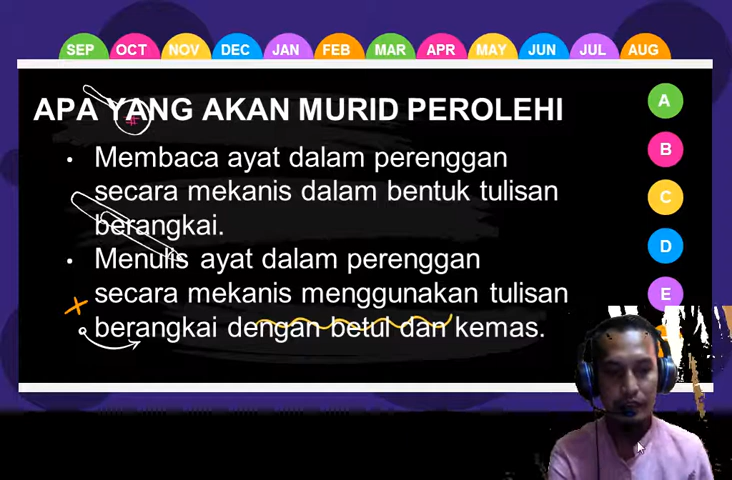 SEP OCT NOV DEC JAN FEB MAR APR MAY JUN JUL AUG
APA YANG AKAN MURID PEROLEHI
• Membaca ayat dalam perenggan
secara mekanis dalam bentuk tulisan
berangkai.
• Menulis ayat dalam perenggan
secara mekanis menggunakan tulisan
berangkai dengan betul dan kemas.
A
B
C
D
E